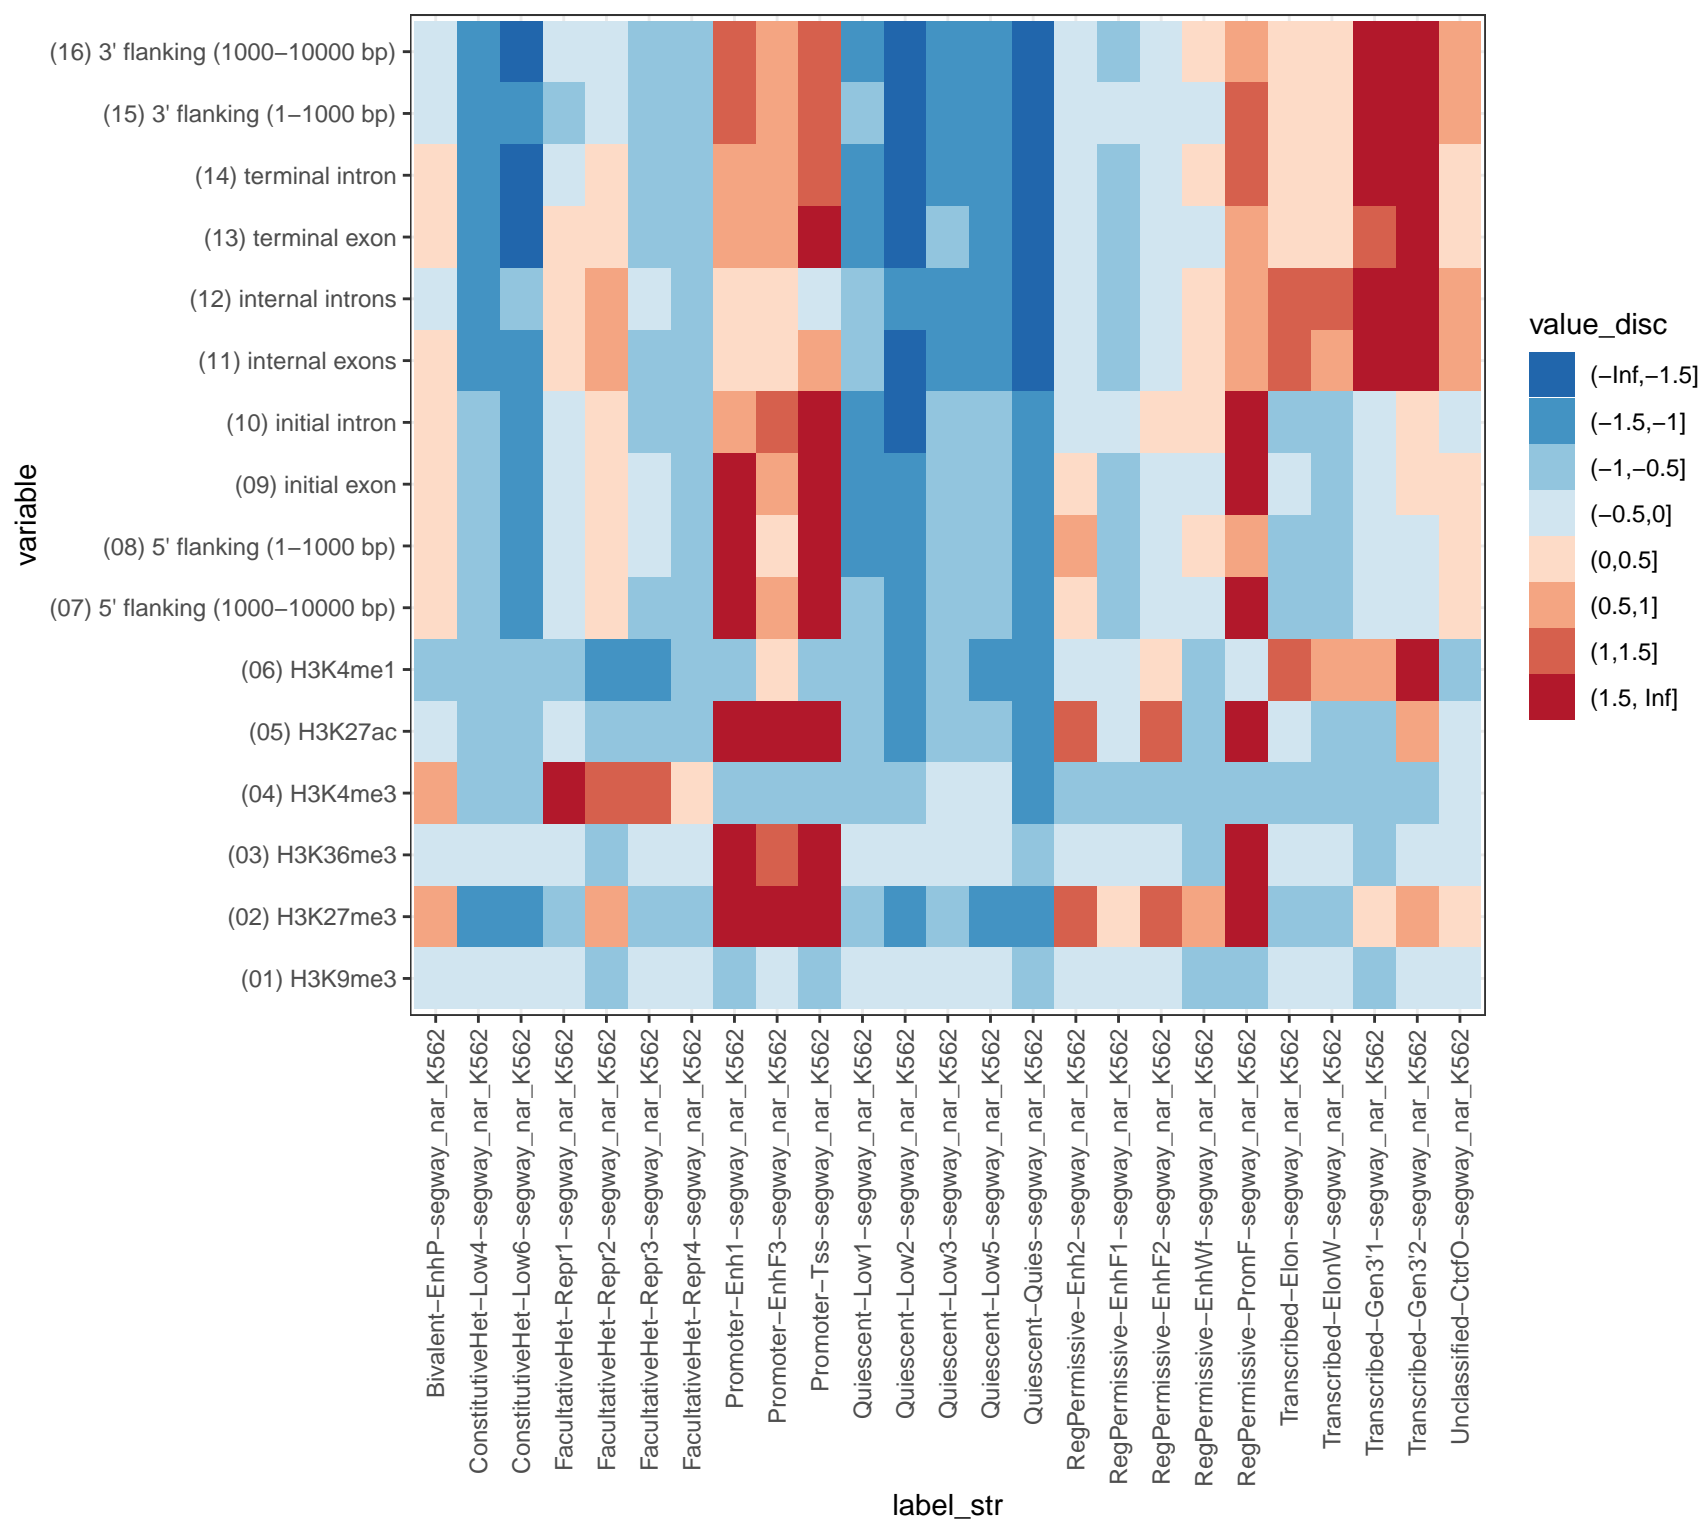 (16) 3' flanking (1000−10000 bp)
(15) 3' flanking (1−1000 bp)
(14) terminal intron
(13) terminal exon
(12) internal introns
(11) internal exons
(10) initial intron
(09) initial exon
(08) 5' flanking (1−1000 bp)
(07) 5' flanking (1000−10000 bp)
(06) H3K4me1
(05) H3K27ac
(04) H3K4me3
(03) H3K36me3
(02) H3K27me3
(01) H3K9me3
variable
Bivalent−EnhP−segway_nar_K562
ConstitutiveHet−Low4−segway_nar_K562
ConstitutiveHet−Low6−segway_nar_K562
FacultativeHet−Repr1−segway_nar_K562
FacultativeHet−Repr2−segway_nar_K562
FacultativeHet−Repr3−segway_nar_K562
FacultativeHet−Repr4−segway_nar_K562
Promoter−Enh1−segway_nar_K562
Promoter−EnhF3−segway_nar_K562
Promoter−Tss−segway_nar_K562
Quiescent−Low1−segway_nar_K562
Quiescent−Low2−segway_nar_K562
Quiescent−Low3−segway_nar_K562
Quiescent−Low5−segway_nar_K562
Quiescent−Quies−segway_nar_K562
RegPermissive−Enh2−segway_nar_K562
RegPermissive−EnhF1−segway_nar_K562
RegPermissive−EnhF2−segway_nar_K562
RegPermissive−EnhWf−segway_nar_K562
RegPermissive−PromF−segway_nar_K562
Transcribed−Elon−segway_nar_K562
Transcribed−ElonW−segway_nar_K562
Transcribed−Gen3'1−segway_nar_K562
Transcribed−Gen3'2−segway_nar_K562
Unclassified−CtcfO−segway_nar_K562
label_str
value_disc
(−Inf,−1.5]
(−1.5,−1]
(−1,−0.5]
(−0.5,0]
(0,0.5]
(0.5,1]
(1,1.5]
(1.5, Inf]